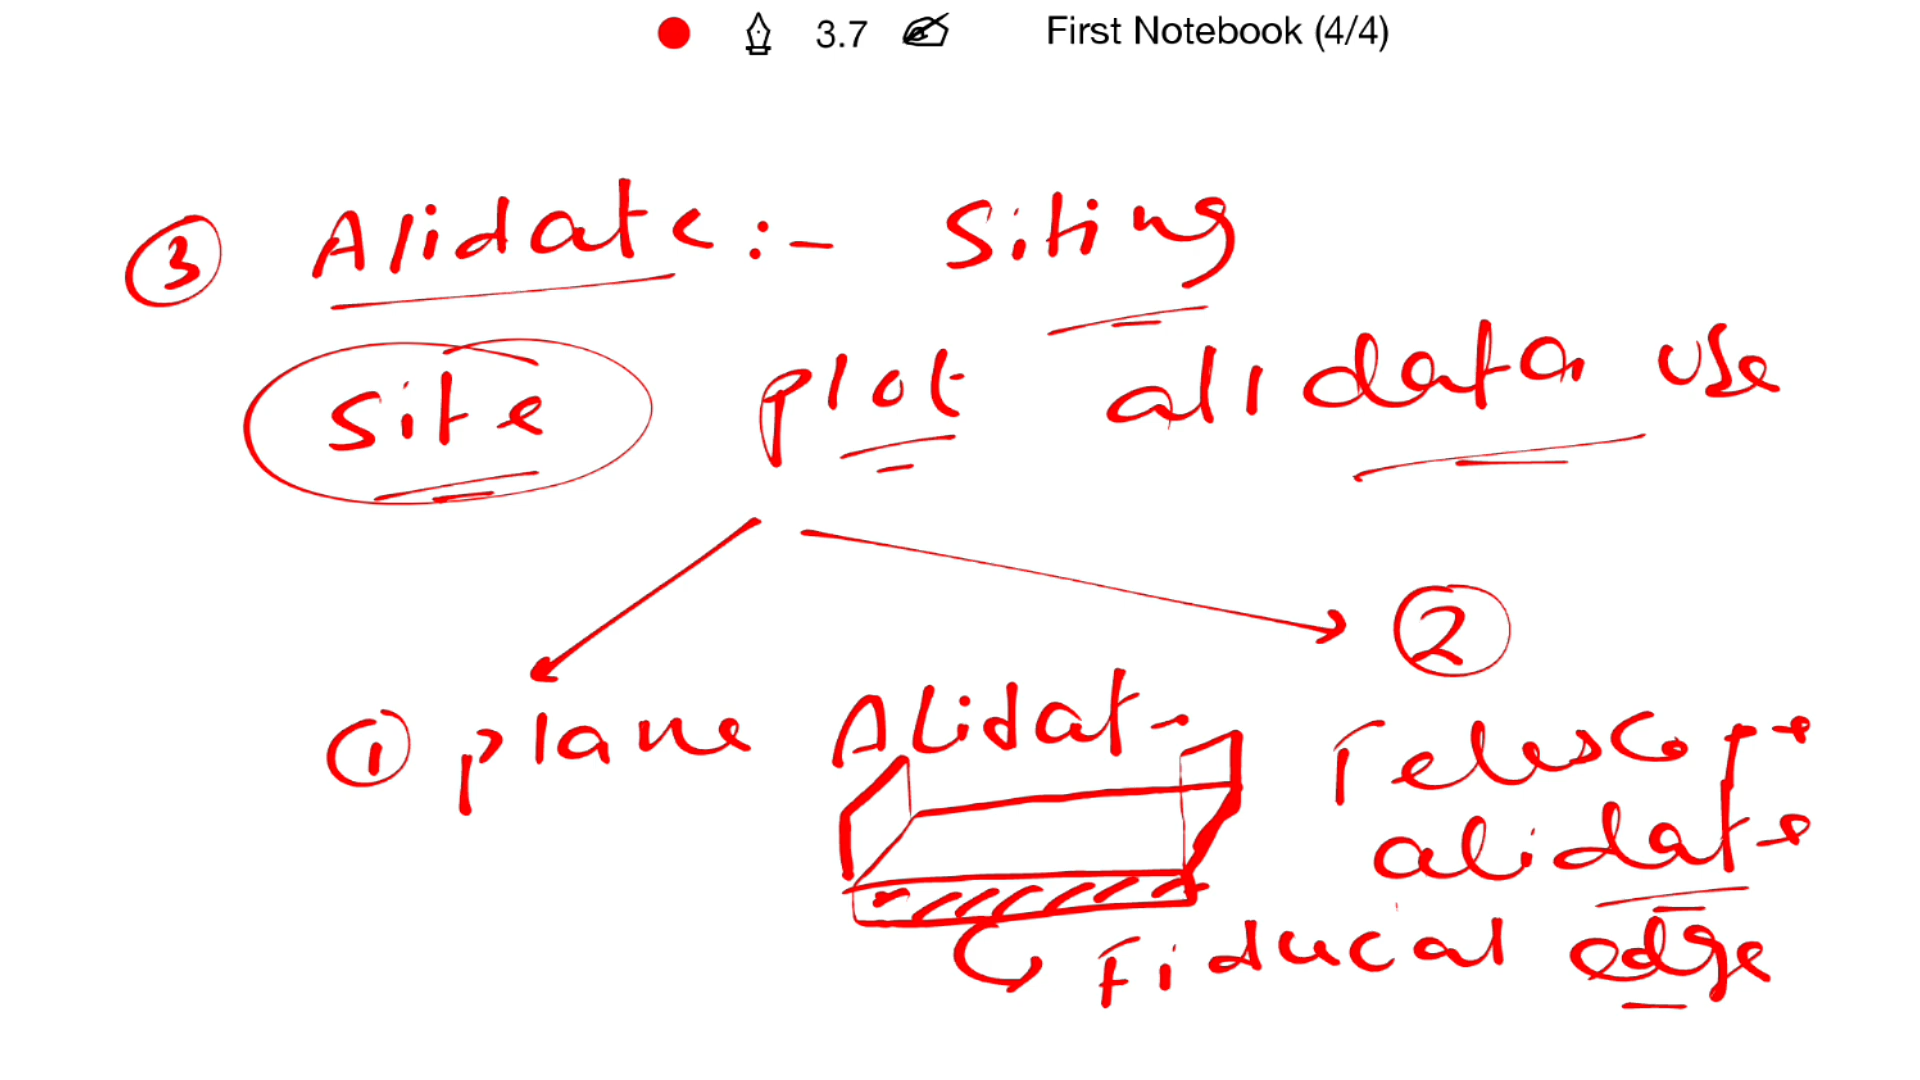 3.7 First Notebook (4/4)
③ Alidate :- Siting
Site plot alidata use
②
① plane Alidat-
Telescope
alidate
Fiducal edge